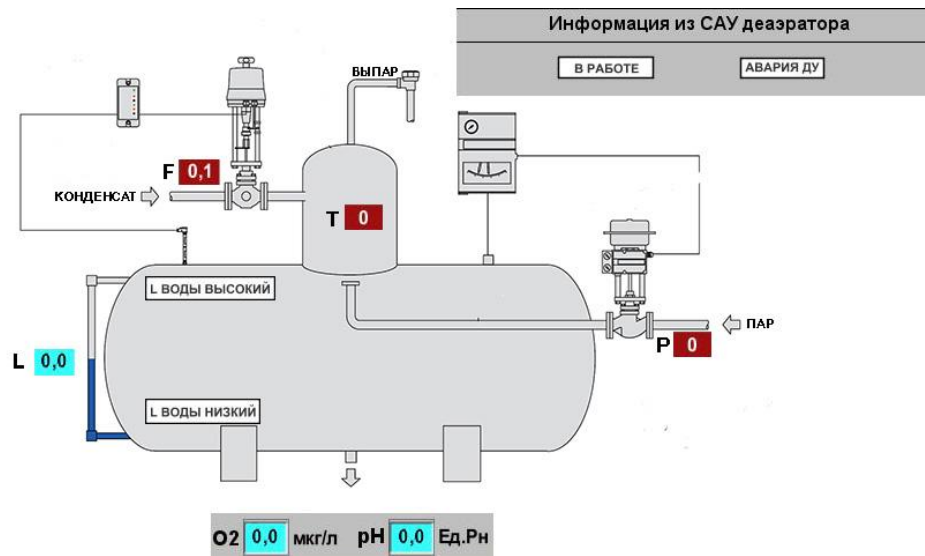 Информация из САУ деаэратора
В РАБОТЕ
АВАРИЯ ДУ
ВЫПАР
F 0,1
КОНДЕНСАТ
T 0
L ВОДЫ ВЫСОКИЙ
ПАР
P 0
L 0,0
L ВОДЫ НИЗКИЙ
O2 0,0 мкг/л pH 0,0 Ед.Рн